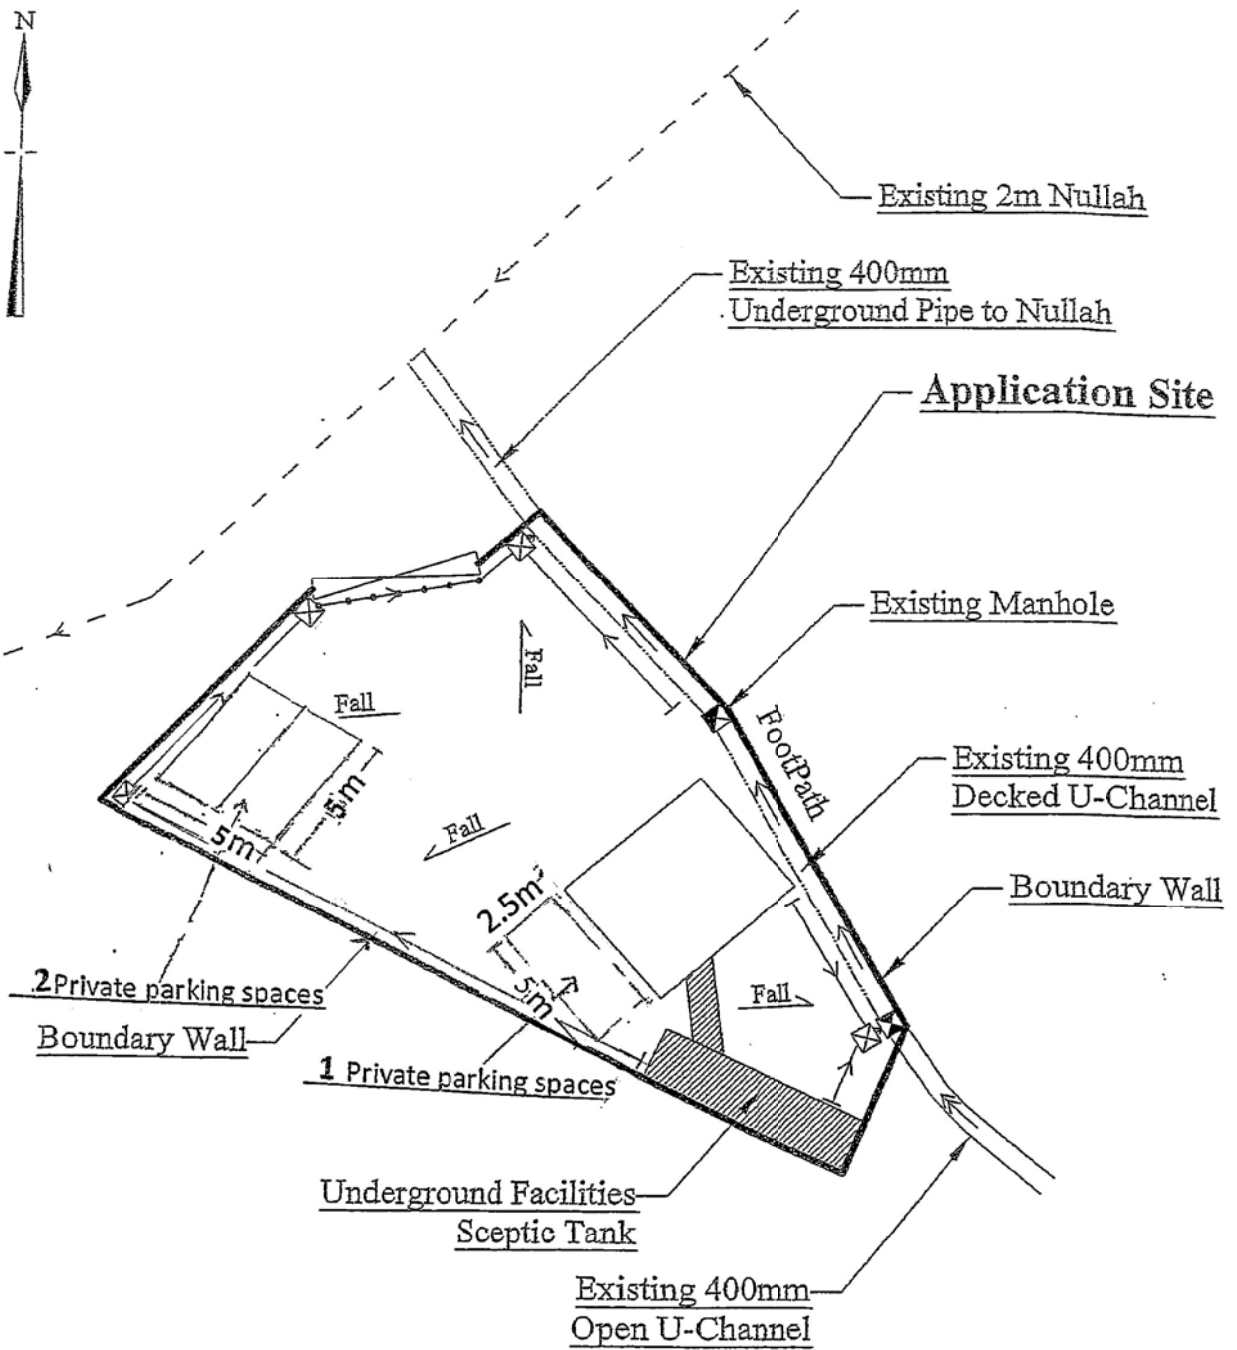 N
Existing 2m Nullah
Existing 400mm
Underground Pipe to Nullah
Application Site
Existing Manhole
Fall
Fall
FootPath
Existing 400mm
Decked U-Channel
5m
5m
Fall
2.5m
Boundary Wall
5m
2 Private parking spaces
Fall
Boundary Wall
1 Private parking spaces
Underground Facilities
Sceptic Tank
Existing 400mm
Open U-Channel